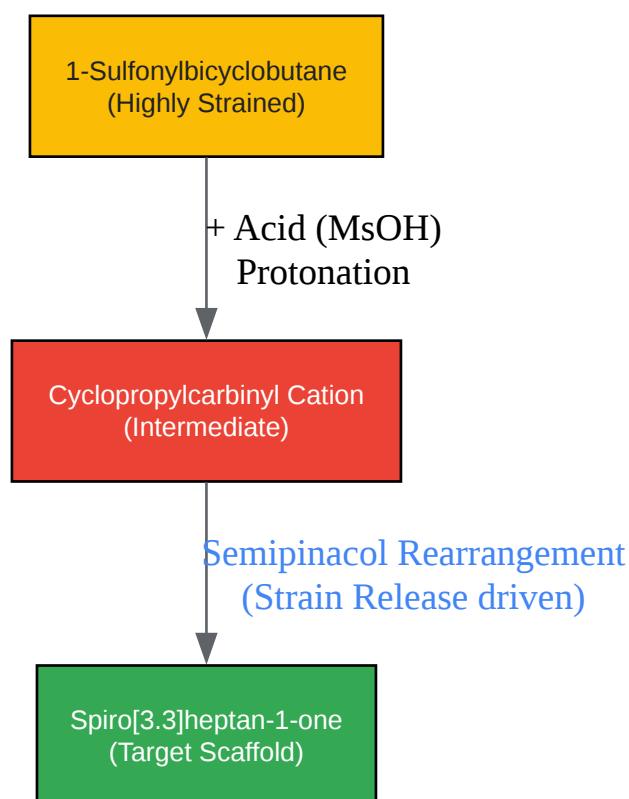 1-Sulfonylbicyclobutane
(Highly Strained)
+ Acid (MsOH)
Protonation
Cyclopropylcarbinyl Cation
(Intermediate)
Semipinacol Rearrangement
(Strain Release driven)
Spiro[3.3]heptan-1-one
(Target Scaffold)